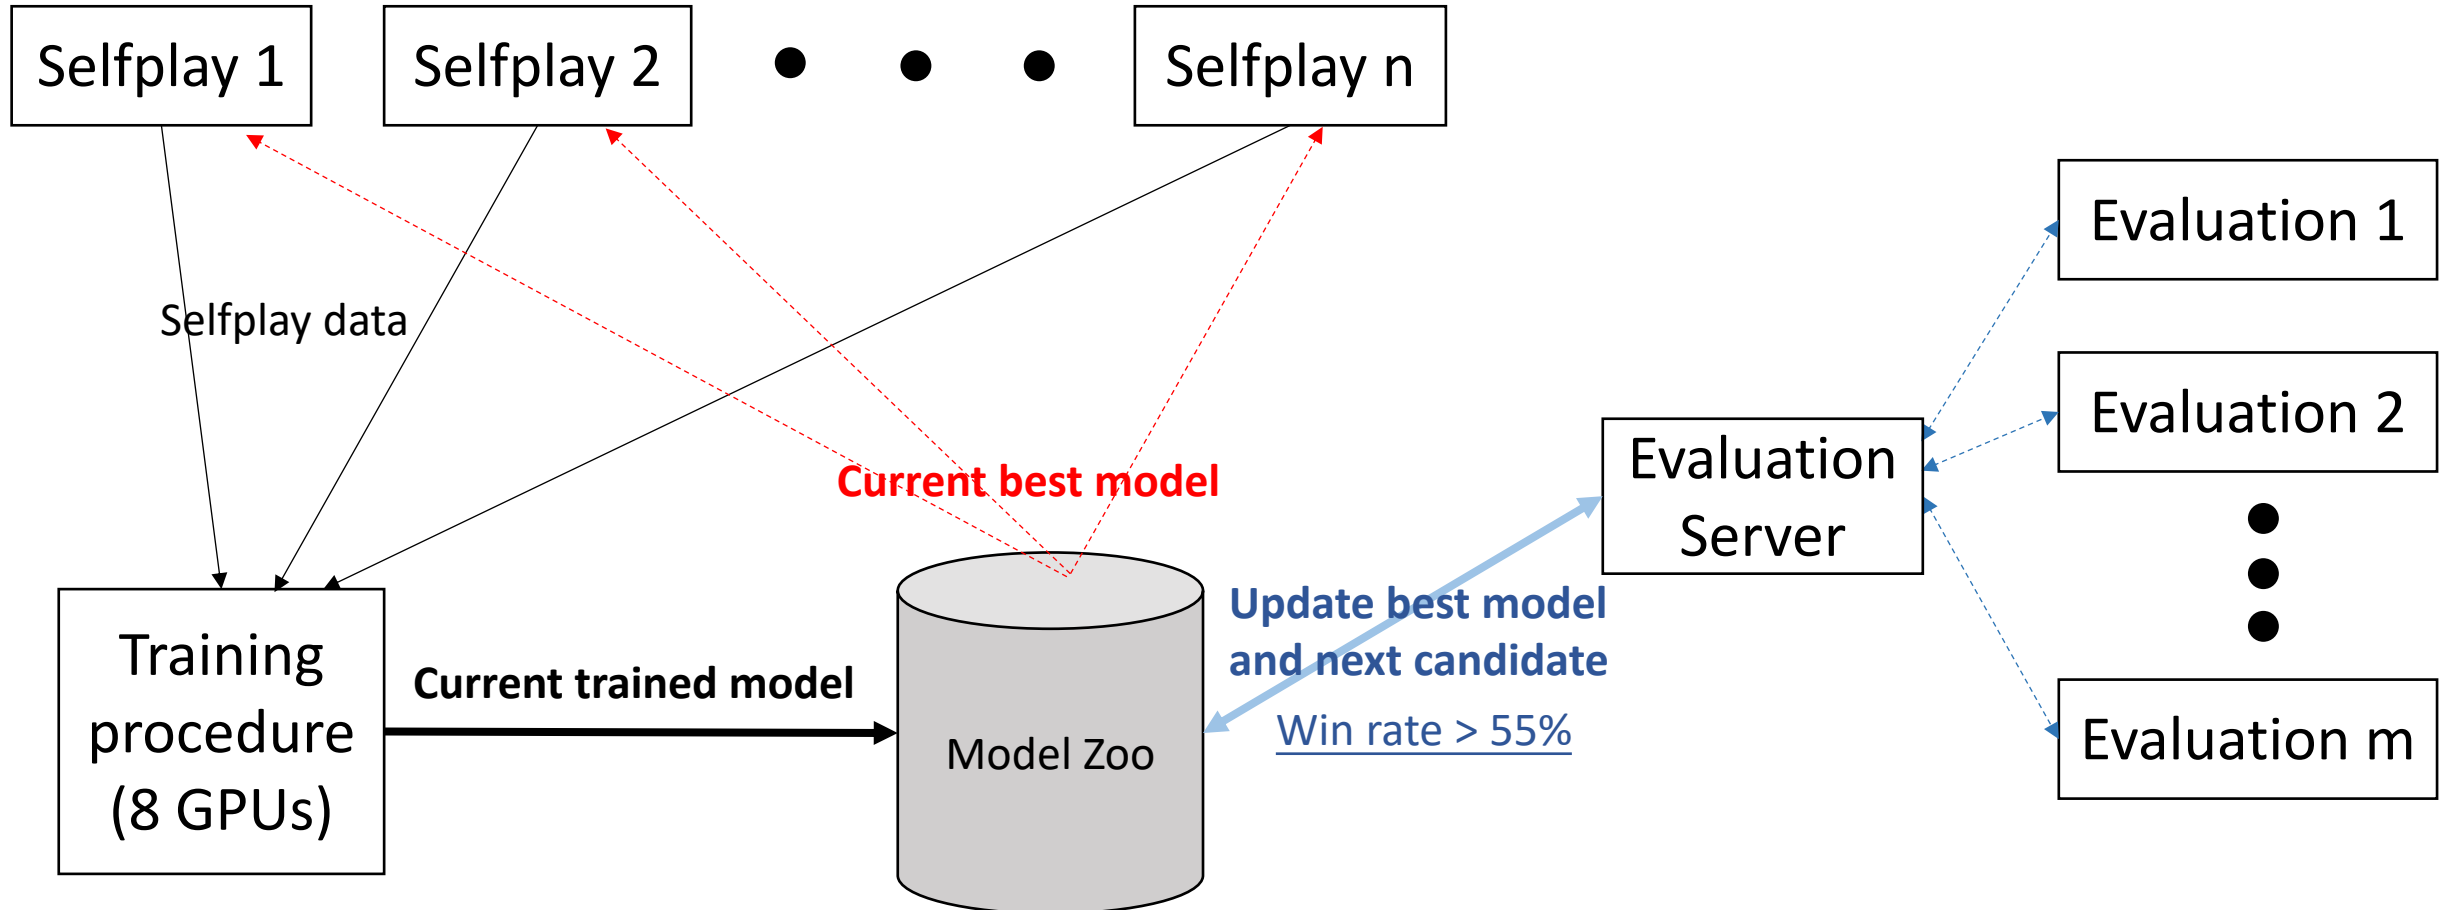 Selfplay 1
Selfplay 2
Selfplay n
Selfplay data
Current best model
Training
procedure
(8 GPUs)
Current trained model
Model Zoo
Update best model
and next candidate
Win rate > 55%
Evaluation
Server
Evaluation 1
Evaluation 2
Evaluation m